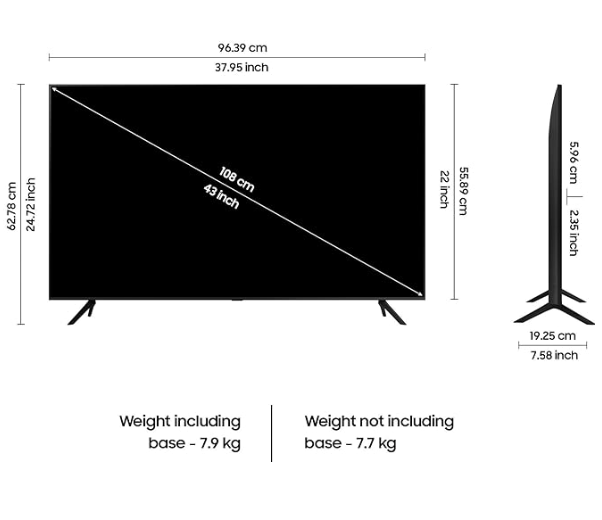 96.39 cm
37.95 inch
62.78 cm
24.72 inch
108 cm
43 inch
55.89 cm
22 inch
5.96 cm
2.35 inch
19.25 cm
7.58 inch
Weight including
base - 7.9 kg
Weight not including
base - 7.7 kg